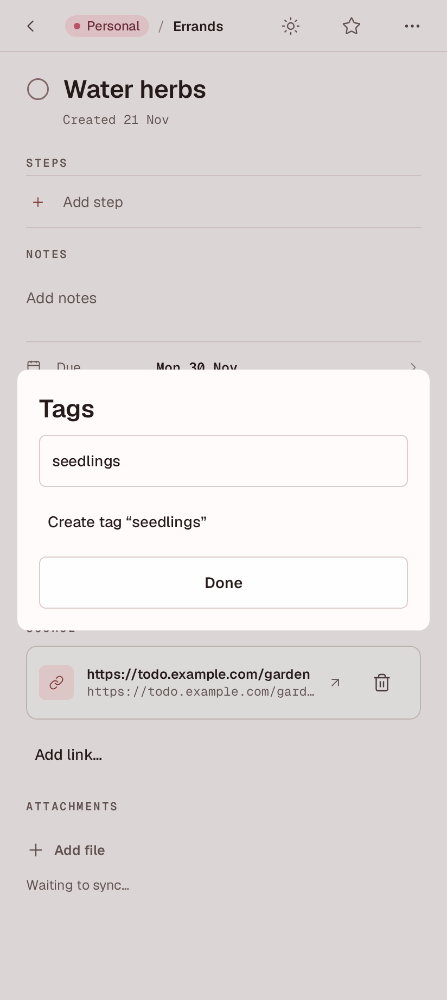 Personal / Errands
Water herbs
Created 21 Nov
STEPS
Add step
NOTES
Add notes
Due Mon 30 Nov
Tags
seedlings
Create tag “seedlings”
Done
https://todo.example.com/garden
https://todo.example.com/gard…
Add link…
ATTACHMENTS
Add file
Waiting to sync…